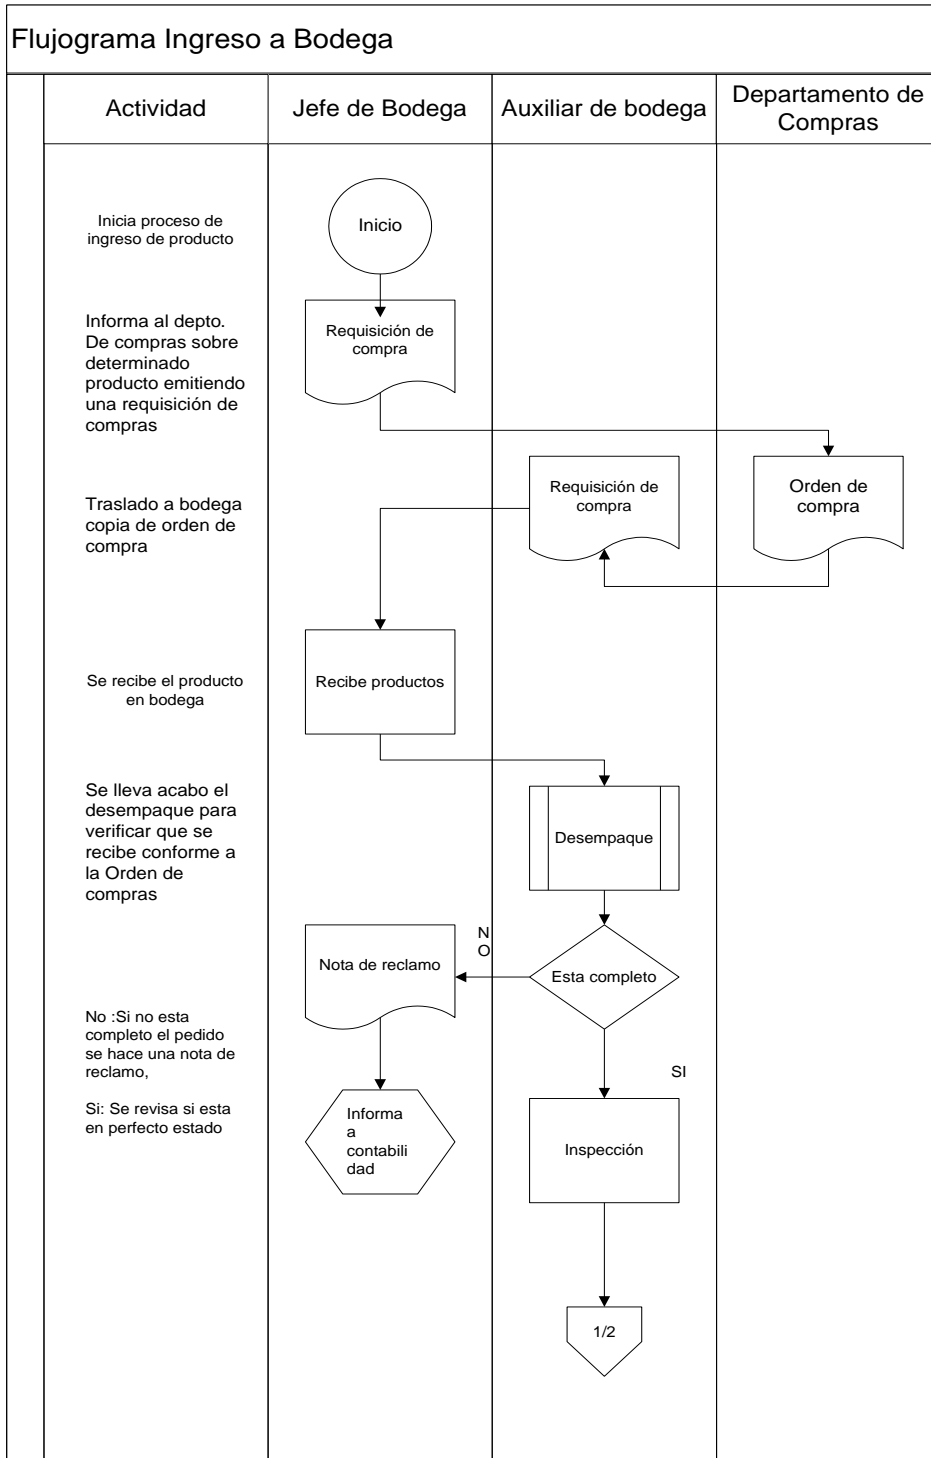 Flujograma Ingreso a Bodega
Actividad
Jefe de Bodega
Auxiliar de bodega
Departamento de
Compras
Inicia proceso de
ingreso de producto
Inicio
Informa al depto.
De compras sobre
determinado
producto emitiendo
una requisición de
compras
Requisición de
compra
Traslado a bodega
copia de orden de
compra
Requisición de
compra
Orden de
compra
Se recibe el producto
en bodega
Recibe productos
Se lleva acabo el
desempaque para
verificar que se
recibe conforme a
la Orden de
compras
Desempaque
Nota de reclamo
N
O
Esta completo
No :Si no esta
completo el pedido
se hace una nota de
reclamo,
Si: Se revisa si esta
en perfecto estado
Informa
a
contabili
dad
SI
Inspección
1/2